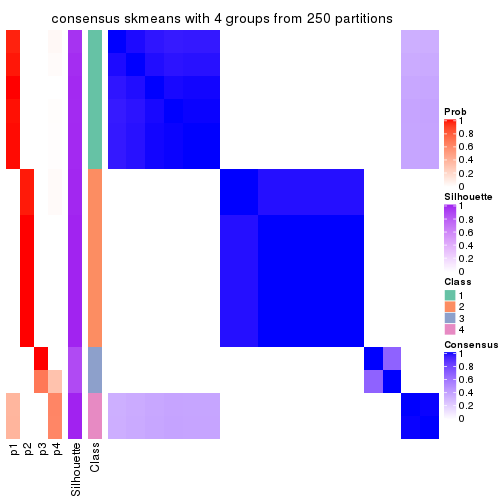 consensus skmeans with 4 groups from 250 partitions
Prob
1
0.8
0.6
0.4
0.2
0
Silhouette
1
0.8
0.6
0.4
0.2
0
Class
1
2
3
4
Consensus
1
0.8
0.6
0.4
0.2
0
p1
p2
p3
p4
Silhouette
Class